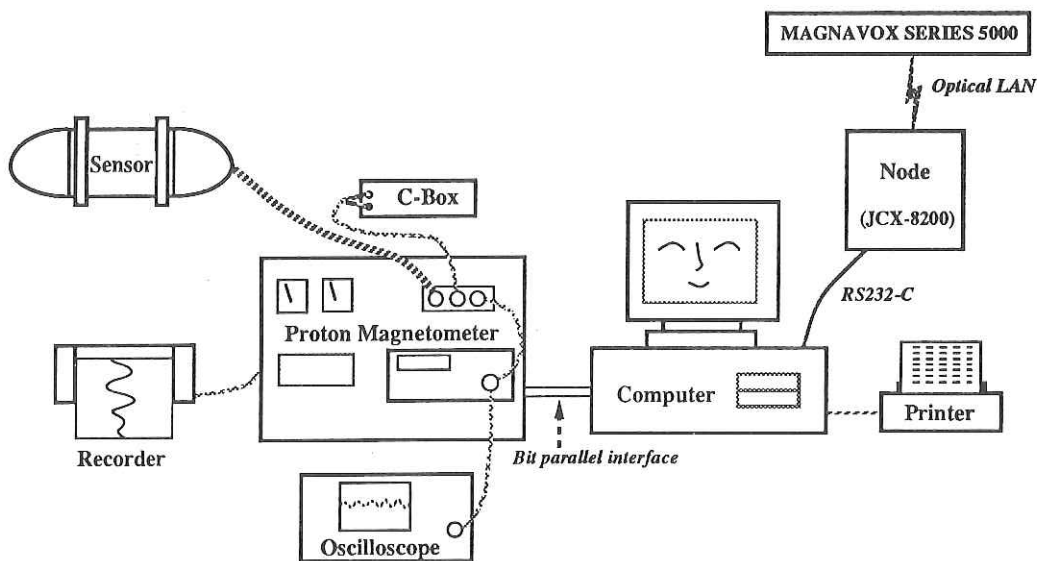 MAGNAVOX SERIES 5000
Optical LAN
Sensor
C-Box
Node
(JCX-8200)
RS232-C
Proton Magnetometer
Computer
Printer
Recorder
Bit parallel interface
Oscilloscope